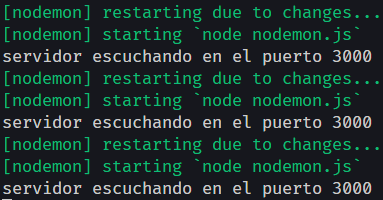 [nodemon] restarting due to changes...
[nodemon] starting `node nodemon.js`
servidor escuchando en el puerto 3000
[nodemon] restarting due to changes...
[nodemon] starting `node nodemon.js`
servidor escuchando en el puerto 3000
[nodemon] restarting due to changes...
[nodemon] starting `node nodemon.js`
servidor escuchando en el puerto 3000